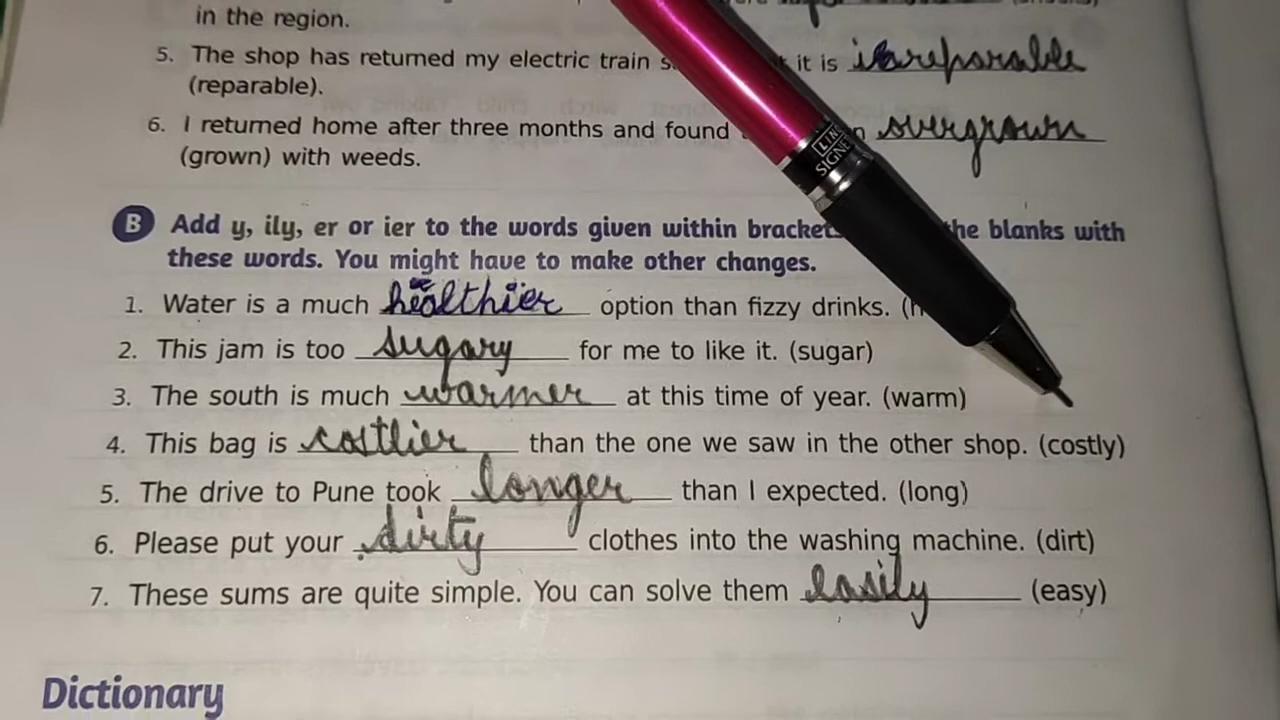 in the region.
5. The shop has returned my electric train it is irreparable
(reparable).
6. I returned home after three months and found overgrown
(grown) with weeds.
B Add y, ily, er or ier to the words given within brackets the blanks with
these words. You might have to make other changes.
1. Water is a much healthier option than fizzy drinks.
2. This jam is too sugary for me to like it. (sugar)
3. The south is much warmer at this time of year. (warm)
4. This bag is costlier than the one we saw in the other shop. (costly)
5. The drive to Pune took longer than I expected. (long)
6. Please put your dirty clothes into the washing machine. (dirt)
7. These sums are quite simple. You can solve them easily (easy)
Dictionary
LINC
SIGNE